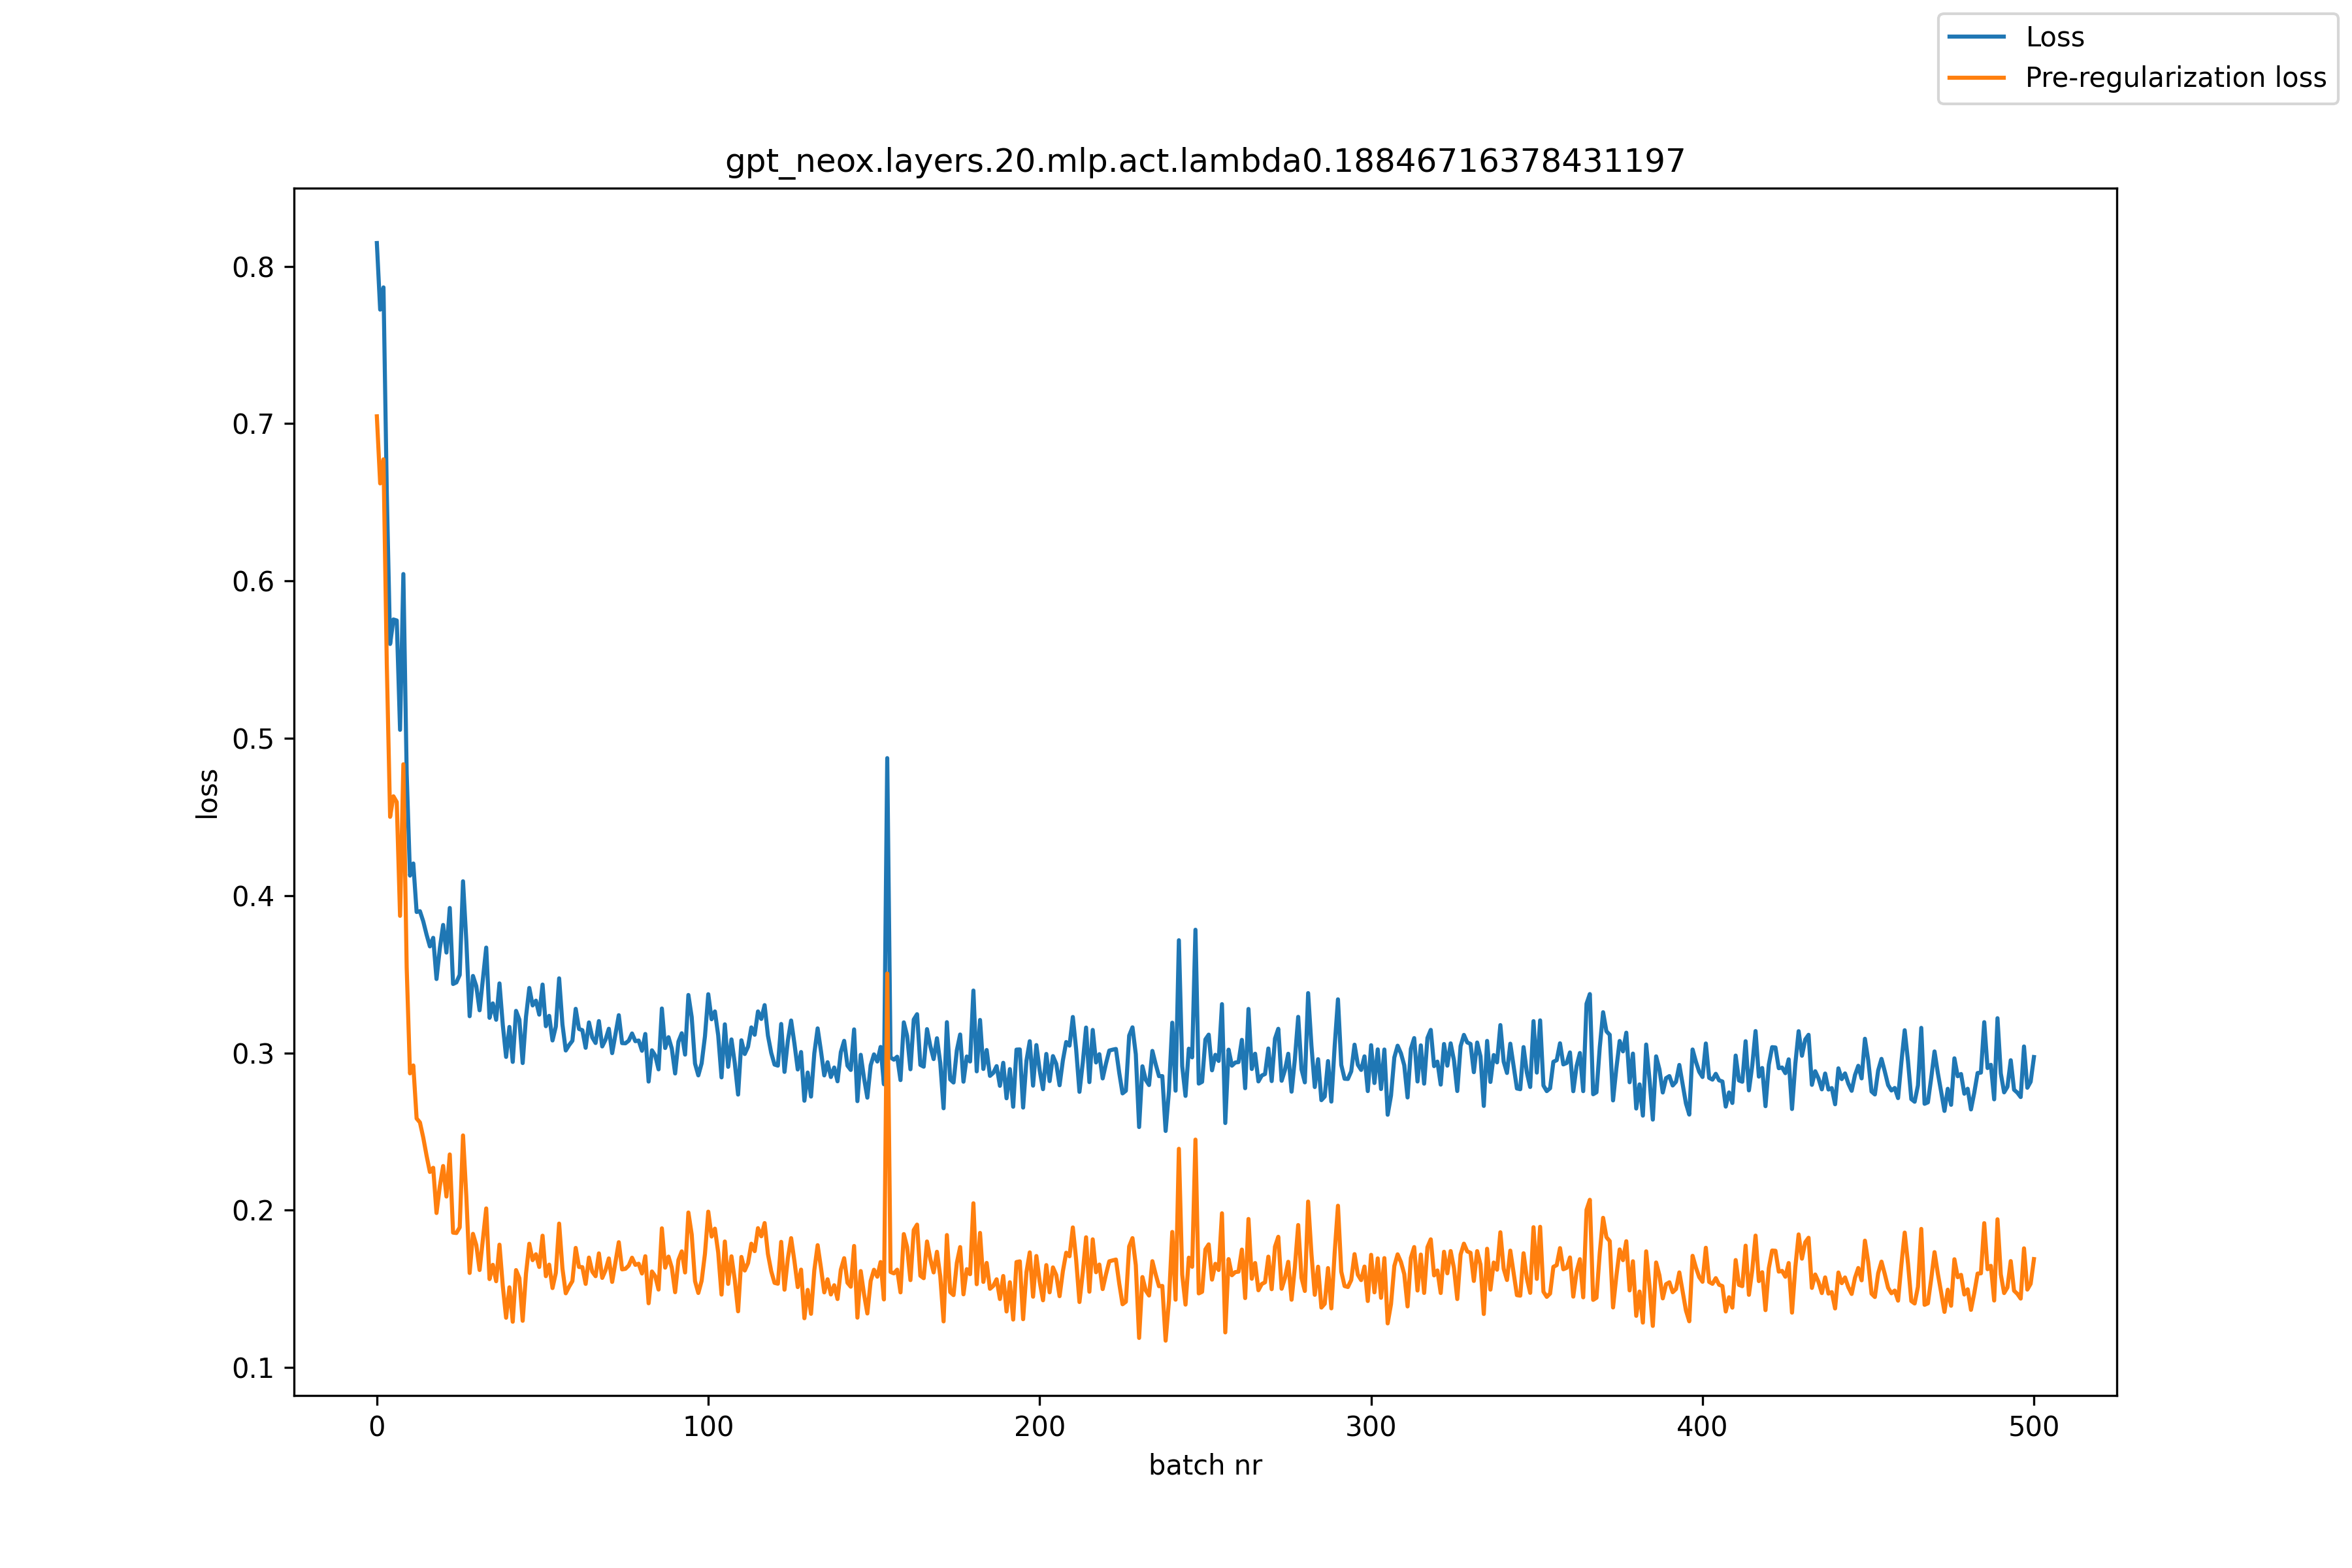 Loss
Pre-regularization loss
gpt_neox.layers.20.mlp.act.lambda0.18846716378431197
0.8
0.7
0.6
0.5
0.4
0.3
0.2
0.1
loss
0 100 200 300 400 500
batch nr